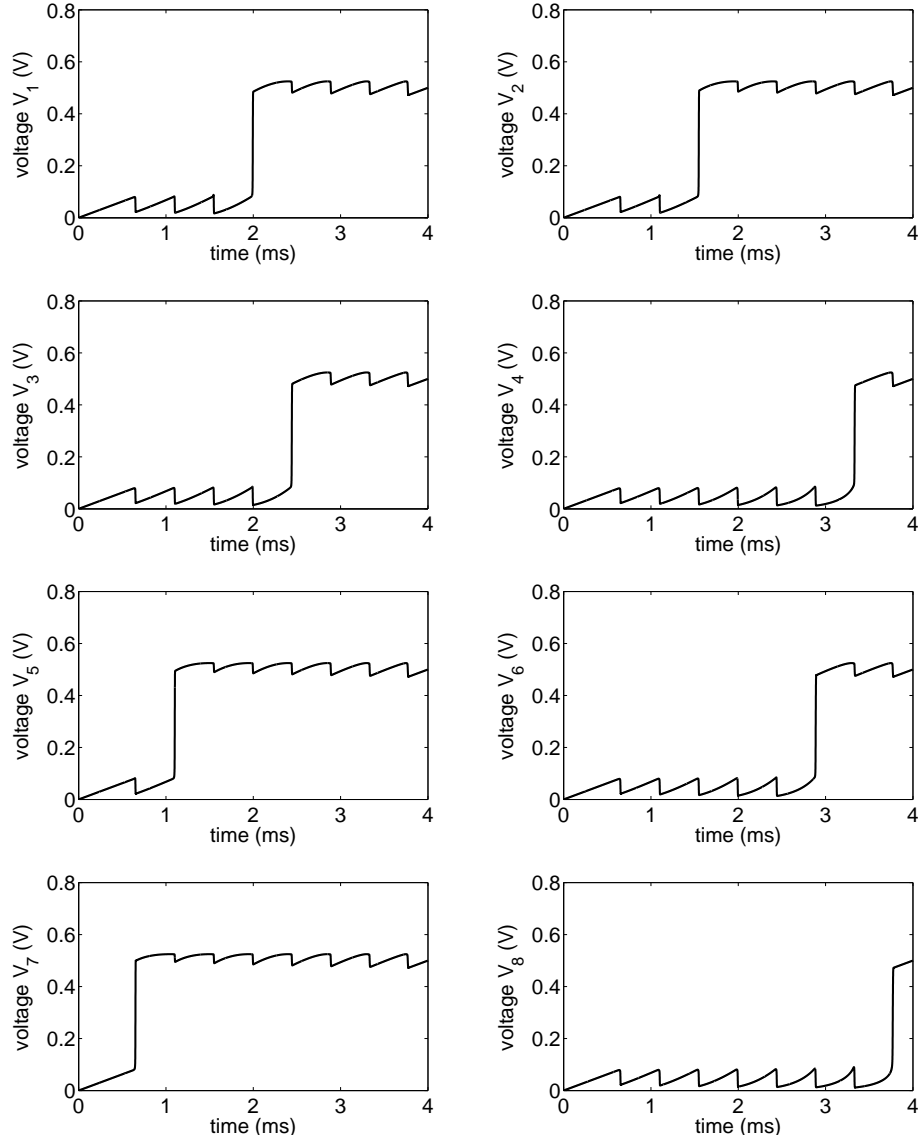 0.8
0.6
0.4
0.2
0
voltage V1 (V)
0 1 2 3 4
time (ms)
0.8
0.6
0.4
0.2
0
voltage V2 (V)
0 1 2 3 4
time (ms)
0.8
0.6
0.4
0.2
0
voltage V3 (V)
0 1 2 3 4
time (ms)
0.8
0.6
0.4
0.2
0
voltage V4 (V)
0 1 2 3 4
time (ms)
0.8
0.6
0.4
0.2
0
voltage V5 (V)
0 1 2 3 4
time (ms)
0.8
0.6
0.4
0.2
0
voltage V6 (V)
0 1 2 3 4
time (ms)
0.8
0.6
0.4
0.2
0
voltage V7 (V)
0 1 2 3 4
time (ms)
0.8
0.6
0.4
0.2
0
voltage V8 (V)
0 1 2 3 4
time (ms)